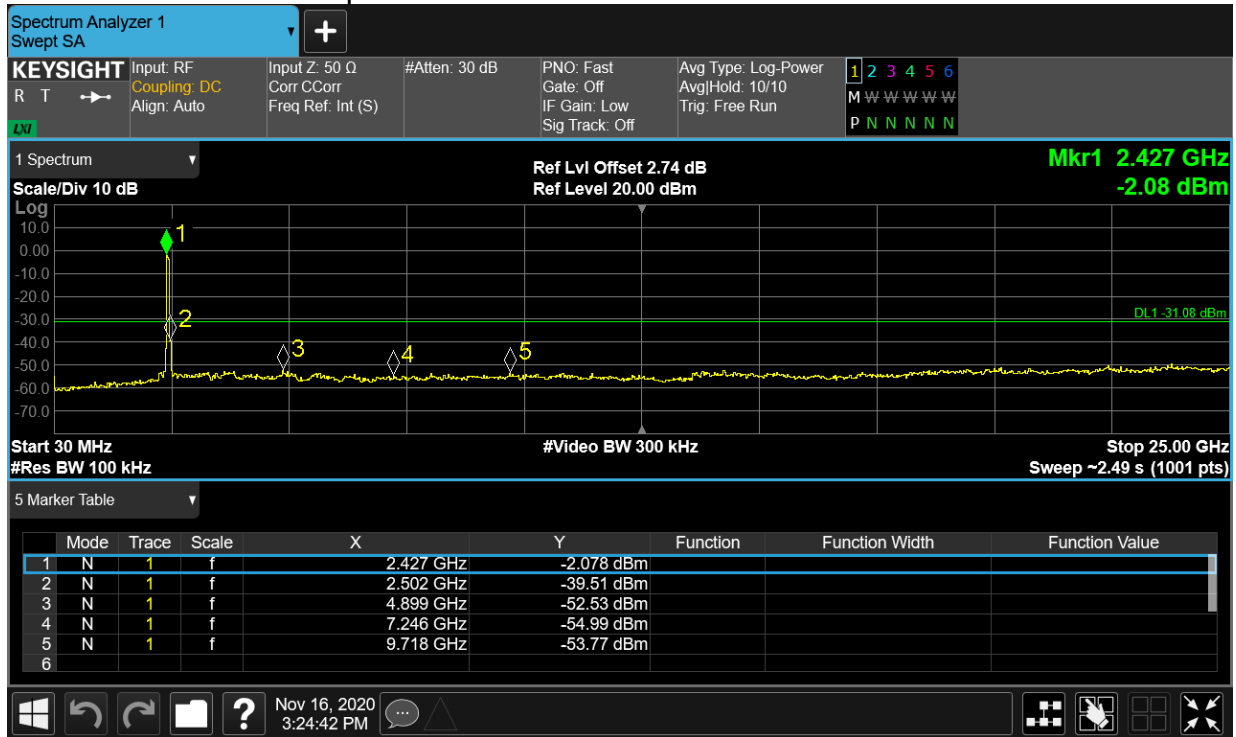 Spectrum Analyzer 1
Swept SA
+
KEYSIGHT Input: RF Input Z: 50 Ω #Atten: 30 dB PNO: Fast Avg Type: Log-Power 1 2 3 4 5 6
R T Coupling: DC Corr CCorr Gate: Off Avg|Hold: 10/10 M W W W W W
Align: Auto Freq Ref: Int (S) IF Gain: Low Trig: Free Run
LXI Sig Track: Off P N N N N N
1 Spectrum Ref Lvl Offset 2.74 dB Mkr1 2.427 GHz
Scale/Div 10 dB Ref Level 20.00 dBm -2.08 dBm
Log
10.0 1
0.00
-10.0
-20.0
-30.0 2 DL1 -31.08 dBm
-40.0 3 4 5
-50.0
-60.0
-70.0
Start 30 MHz #Video BW 300 kHz Stop 25.00 GHz
#Res BW 100 kHz Sweep ~2.49 s (1001 pts)
5 Marker Table
Mode Trace Scale X Y Function Function Width Function Value
1 N 1 f 2.427 GHz -2.078 dBm
2 N 1 f 2.502 GHz -39.51 dBm
3 N 1 f 4.899 GHz -52.53 dBm
4 N 1 f 7.246 GHz -54.99 dBm
5 N 1 f 9.718 GHz -53.77 dBm
6
? Nov 16, 2020
3:24:42 PM